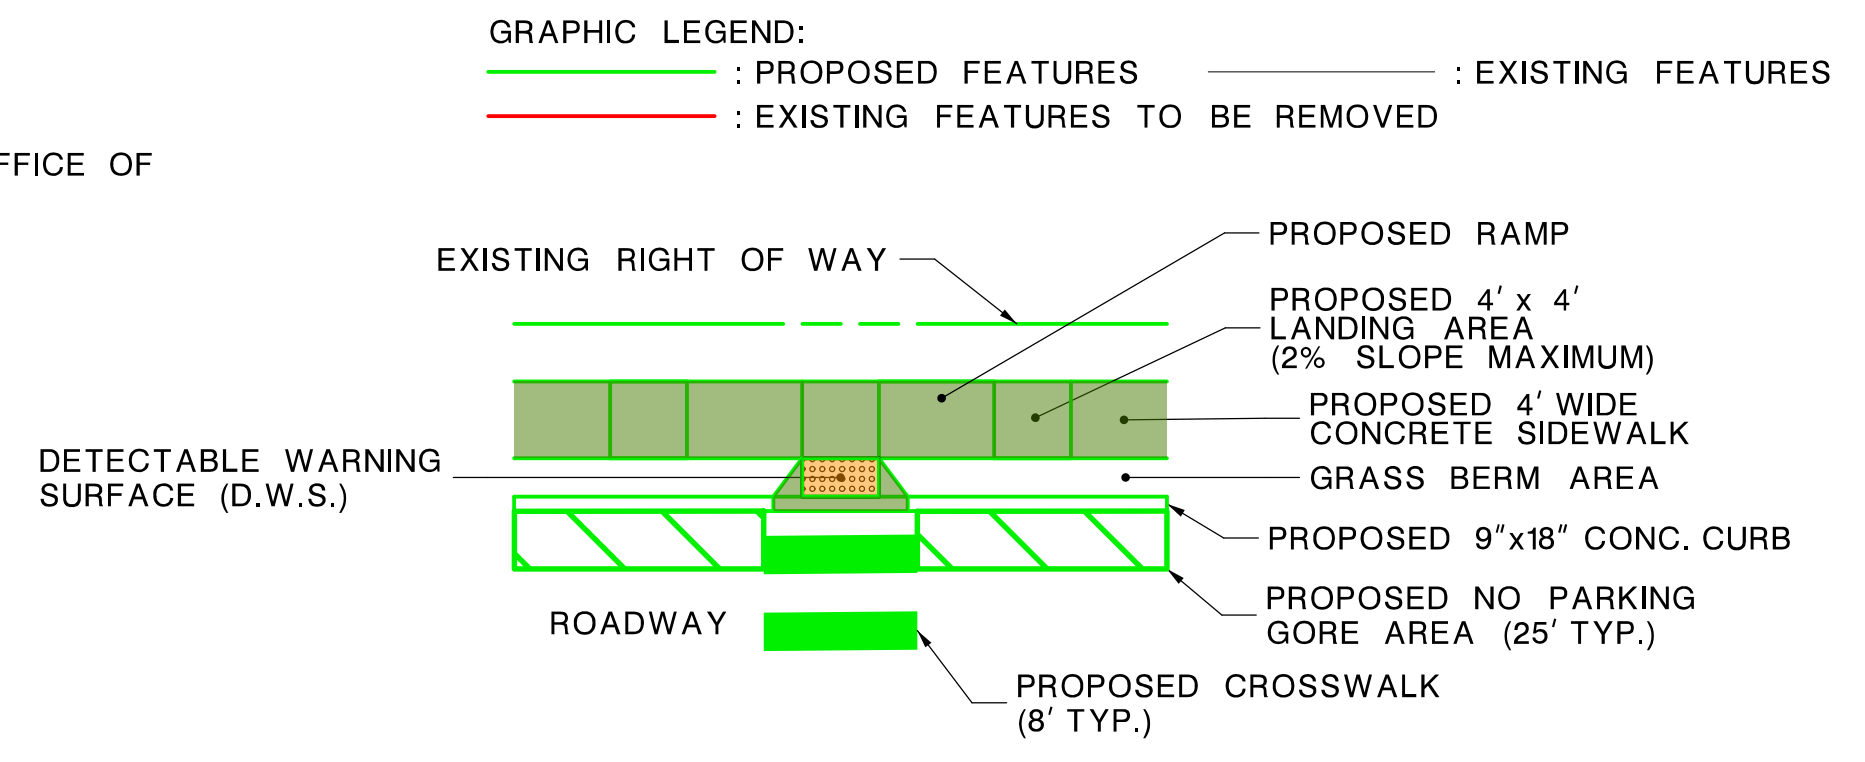 GRAPHIC LEGEND:
: PROPOSED FEATURES : EXISTING FEATURES
: EXISTING FEATURES TO BE REMOVED
OF
PROPOSED RAMP
EXISTING RIGHT OF WAY
PROPOSED 4' x 4'
LANDING AREA
(2% SLOPE MAXIMUM)
PROPOSED 4' WIDE
CONCRETE SIDEWALK
DETECTABLE WARNING
SURFACE (D.W.S.)
GRASS BERM AREA
PROPOSED 9"x18" CONC. CURB
PROPOSED NO PARKING
GORE AREA (25' TYP.)
ROADWAY
PROPOSED CROSSWALK
(8' TYP.)